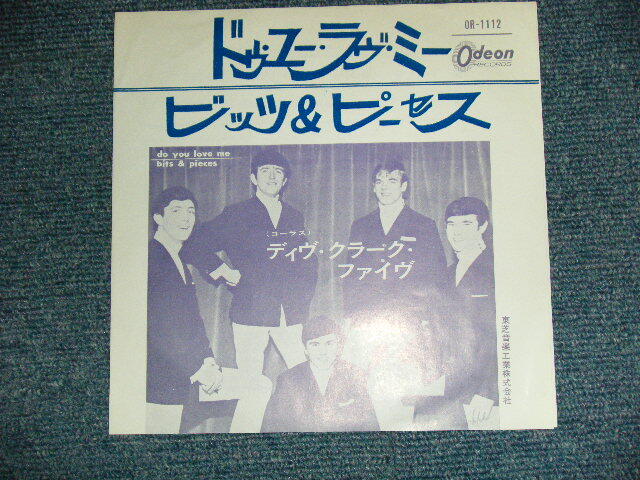 OR-1112
ドゥ・ユー・ラヴ・ミー
Odeon
RECORDS
ビッツ&ピーセス
do you love me
bits & pieces
(コーラス)
ディヴ・クラーク・
ファイヴ
東芝音楽工業株式会社